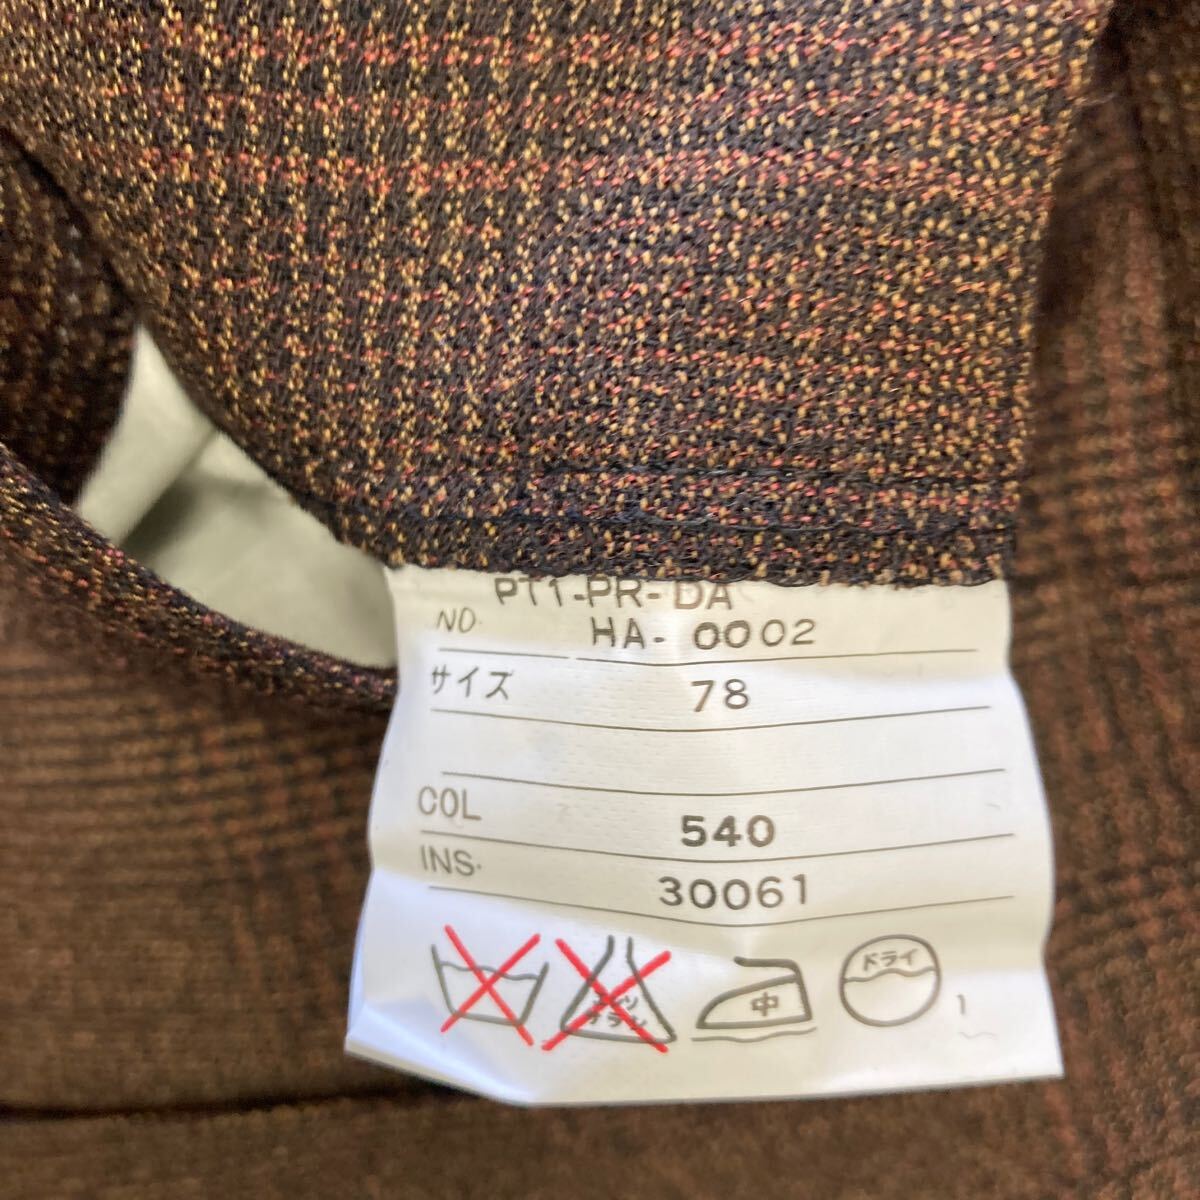 PT1-PR-DA
NO. HA- 0002
サイズ 78
COL 540
INS. 30061
中
ドライ
1